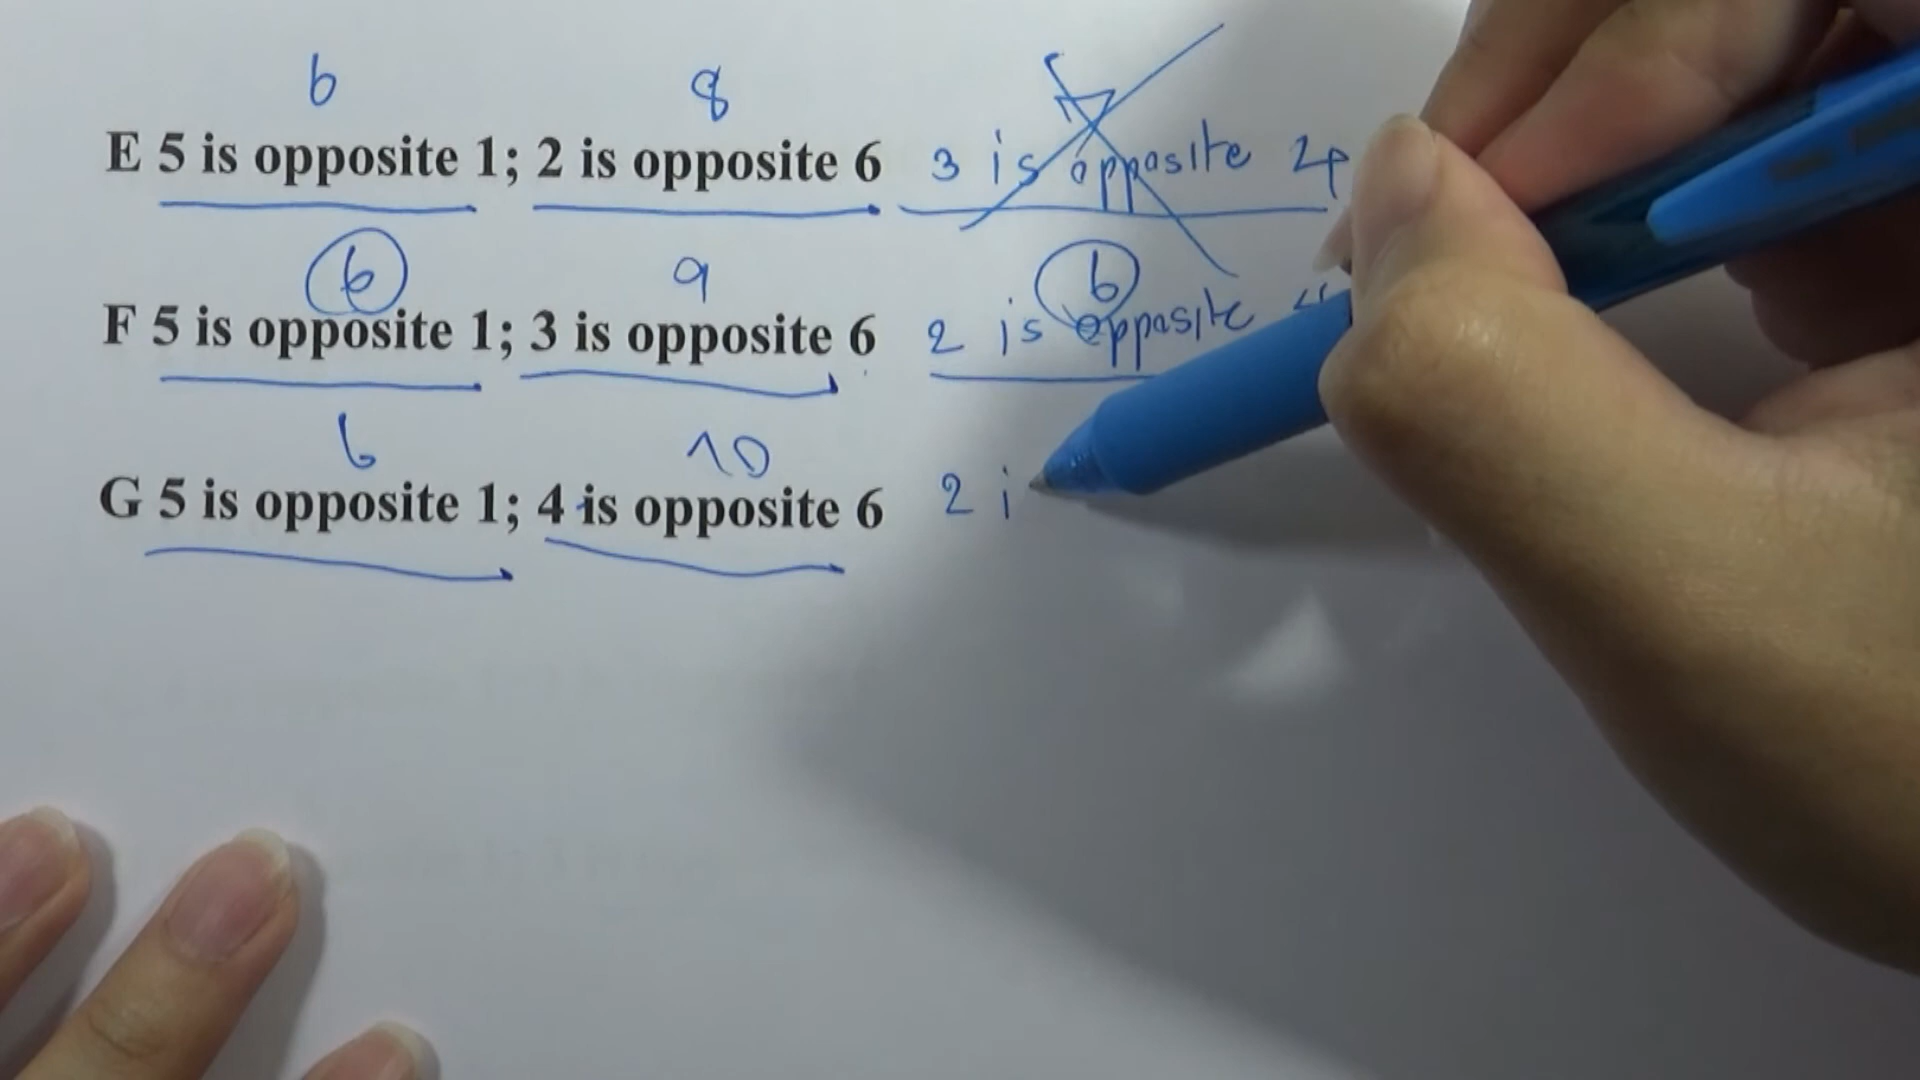 6 8
E 5 is opposite 1; 2 is opposite 6 3 is opposite 4
6 9 6
F 5 is opposite 1; 3 is opposite 6 2 is opposite
6 10
G 5 is opposite 1; 4 is opposite 6 2 i